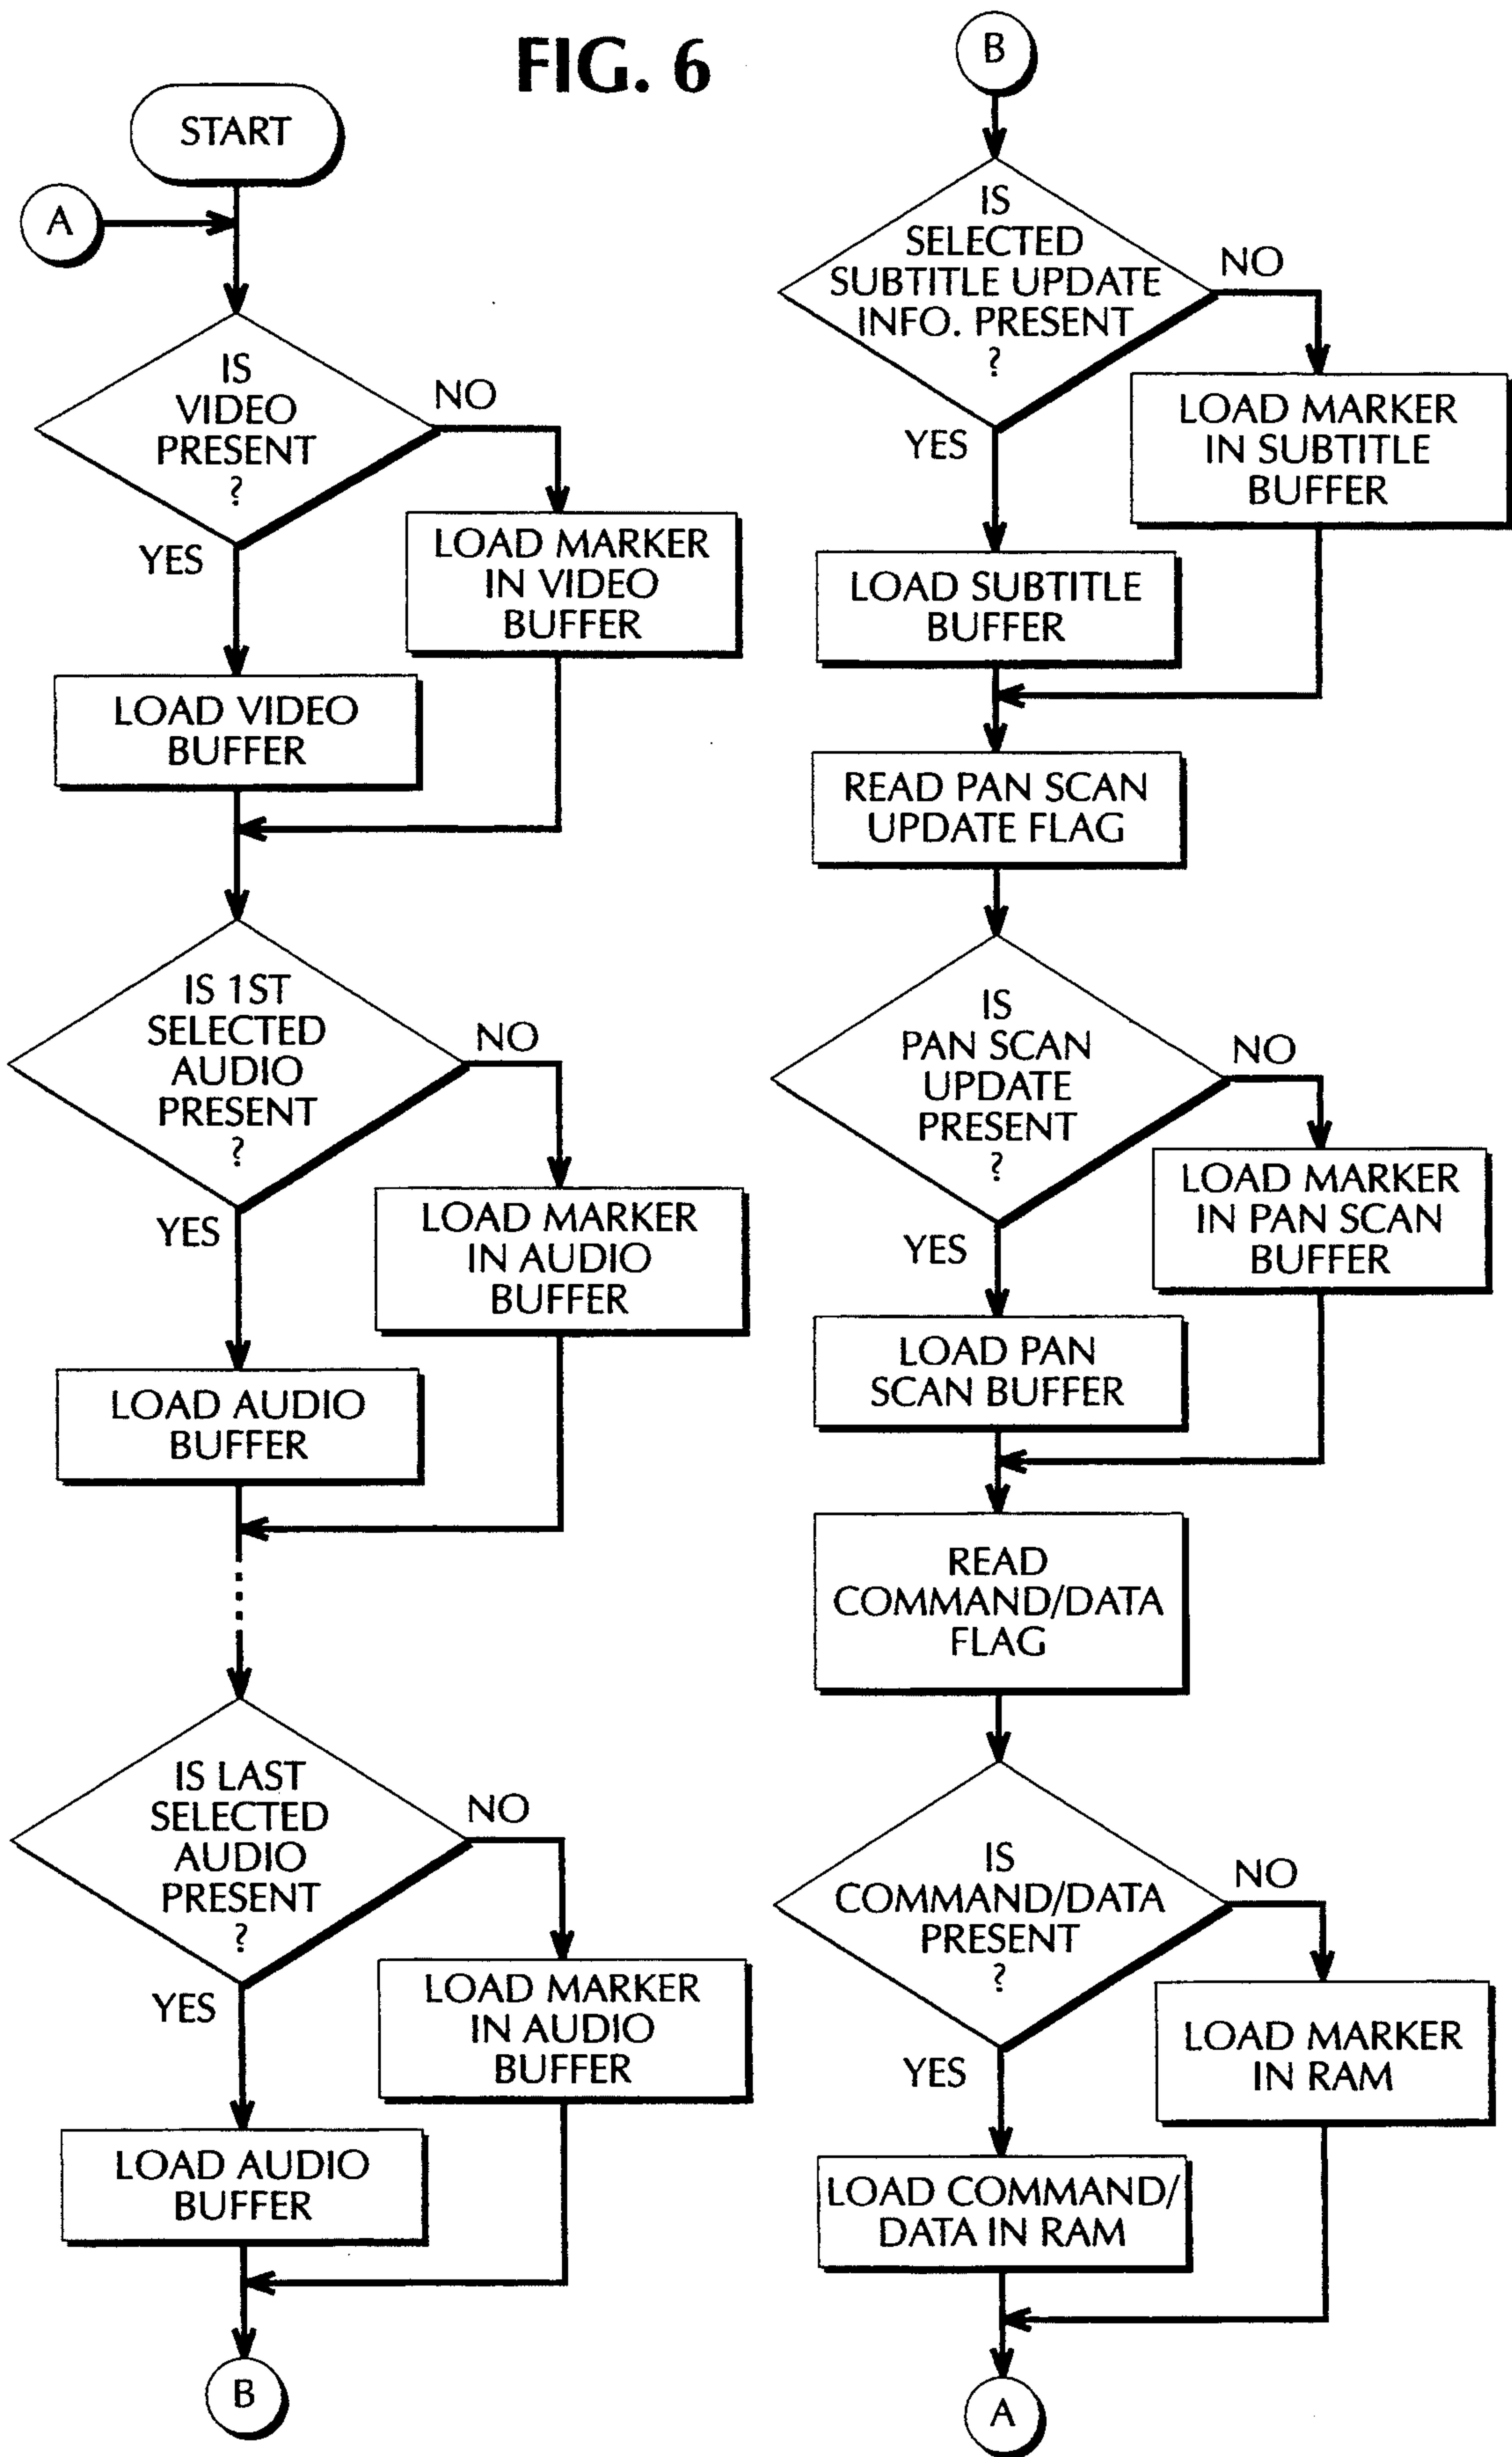 FIG. 6
START
A
IS
VIDEO
PRESENT
?
NO
YES
LOAD MARKER
IN VIDEO
BUFFER
LOAD VIDEO
BUFFER
IS 1ST
SELECTED
AUDIO
PRESENT
?
NO
YES
LOAD MARKER
IN AUDIO
BUFFER
LOAD AUDIO
BUFFER
IS LAST
SELECTED
AUDIO
PRESENT
?
NO
YES
LOAD MARKER
IN AUDIO
BUFFER
LOAD AUDIO
BUFFER
B
B
IS
SELECTED
SUBTITLE UPDATE
INFO. PRESENT
?
NO
YES
LOAD MARKER
IN SUBTITLE
BUFFER
LOAD SUBTITLE
BUFFER
READ PAN SCAN
UPDATE FLAG
IS
PAN SCAN
UPDATE
PRESENT
?
NO
YES
LOAD MARKER
IN PAN SCAN
BUFFER
LOAD PAN
SCAN BUFFER
READ
COMMAND/DATA
FLAG
IS
COMMAND/DATA
PRESENT
?
NO
YES
LOAD MARKER
IN RAM
LOAD COMMAND/
DATA IN RAM
A